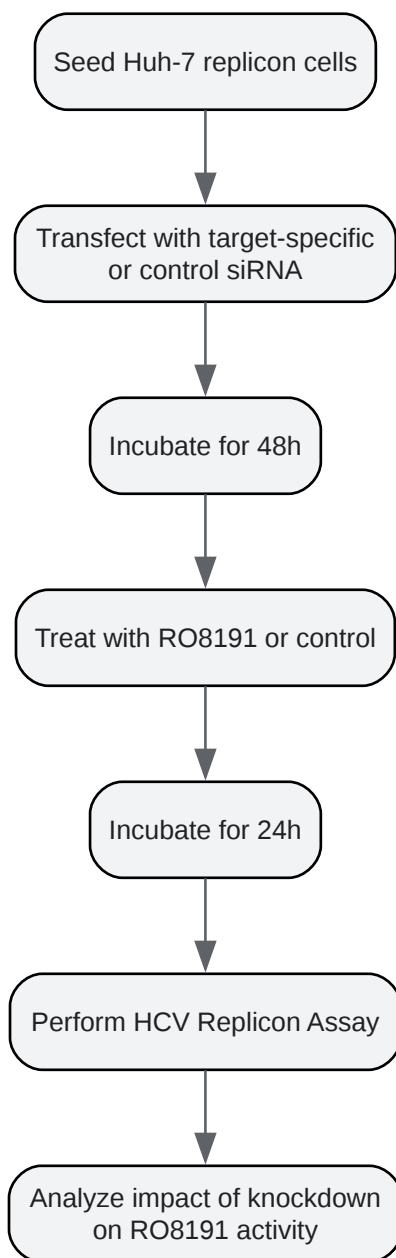 Seed Huh-7 replicon cells
Transfect with target-specific
or control siRNA
Incubate for 48h
Treat with RO8191 or control
Incubate for 24h
Perform HCV Replicon Assay
Analyze impact of knockdown
on RO8191 activity